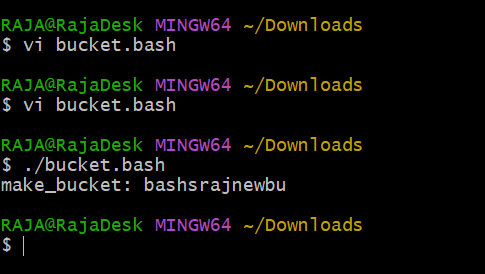 RAJA@RajaDesk MINGW64 ~/Downloads
$ vi bucket.bash
RAJA@RajaDesk MINGW64 ~/Downloads
$ vi bucket.bash
RAJA@RajaDesk MINGW64 ~/Downloads
$ ./bucket.bash
make_bucket: bashsrajnewbu
RAJA@RajaDesk MINGW64 ~/Downloads
$